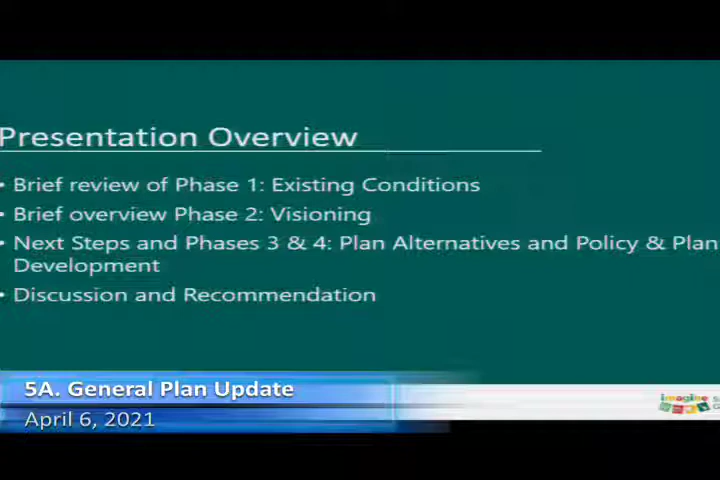 Presentation Overview
• Brief review of Phase 1: Existing Conditions
• Brief overview Phase 2: Visioning
• Next Steps and Phases 3 & 4: Plan Alternatives and Policy & Plan
Development
• Discussion and Recommendation
5A. General Plan Update
April 6, 2021
imagine